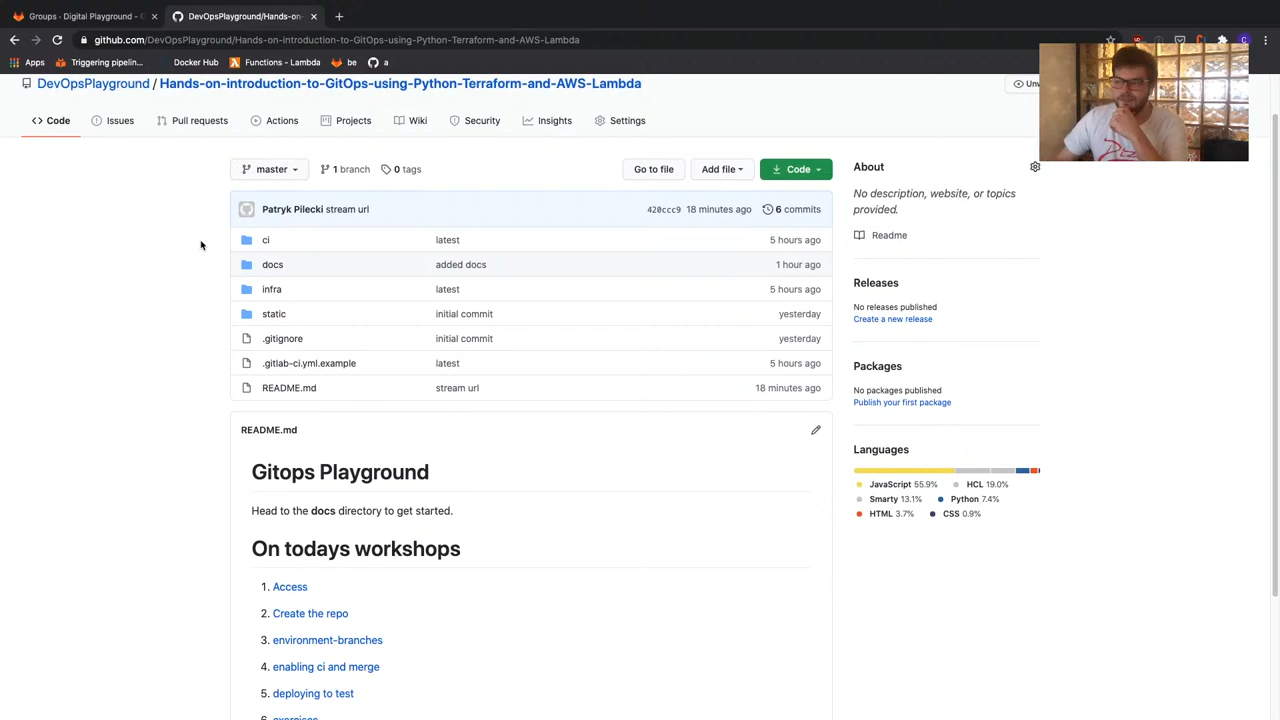 Groups · Digital Playground · G
DevOpsPlayground/Hands-on-
github.com/DevOpsPlayground/Hands-on-introduction-to-GitOps-using-Python-Terraform-and-AWS-Lambda
C
Apps
Triggering pipelin...
Docker Hub
Functions - Lambda
be
a
DevOpsPlayground / Hands-on-introduction-to-GitOps-using-Python-Terraform-and-AWS-Lambda
<> Code
Issues
Pull requests
Actions
Projects
Wiki
Security
Insights
Settings
master
1 branch
0 tags
Go to file
Add file
Code
Patryk Pilecki stream url
420ccc9 18 minutes ago
6 commits
ci latest 5 hours ago
docs added docs 1 hour ago
infra latest 5 hours ago
static initial commit yesterday
.gitignore initial commit yesterday
.gitlab-ci.yml.example latest 5 hours ago
README.md stream url 18 minutes ago
README.md
Gitops Playground
Head to the docs directory to get started.
On todays workshops
1. Access
2. Create the repo
3. environment-branches
4. enabling ci and merge
5. deploying to test
6. exercises
About
No description, website, or topics
provided.
Readme
Releases
No releases published
Create a new release
Packages
No packages published
Publish your first package
Languages
JavaScript 55.9%
HCL 19.0%
Smarty 13.1%
Python 7.4%
HTML 3.7%
CSS 0.9%